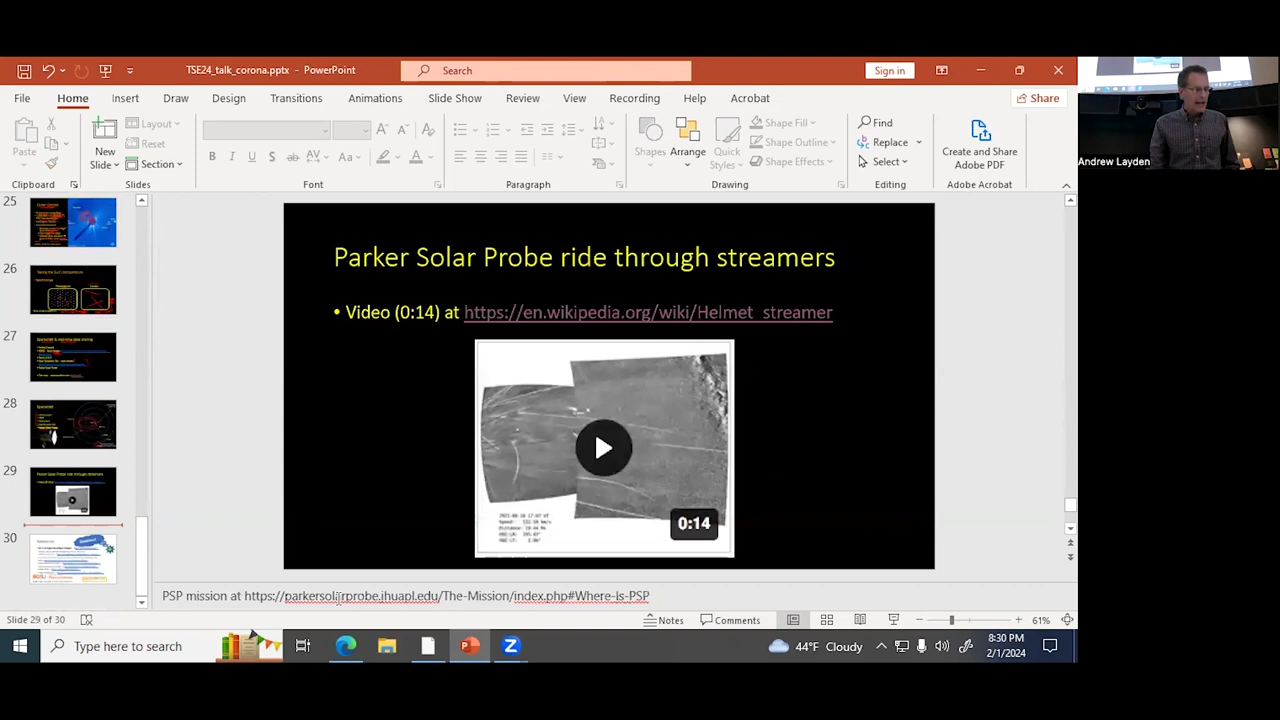 TSE24_talk_corona.pptx - PowerPoint
Search
Sign in
File Home Insert Draw Design Transitions Animations Slide Show Review View Recording Help Acrobat
Share
Paste
New Slide
Layout
Reset
Section
Shapes
Arrange
Quick Styles
Shape Fill
Shape Outline
Shape Effects
Find
Replace
Select
Create and Share Adobe PDF
Clipboard Slides Font Paragraph Drawing Editing Adobe Acrobat
Andrew Layden
25
26
27
28
29
30
Parker Solar Probe ride through streamers
• Video (0:14) at https://en.wikipedia.org/wiki/Helmet_streamer
0:14
PSP mission at https://parkersolarprobe.jhuapl.edu/The-Mission/index.php#Where-is-PSP
Slide 29 of 30
Notes
Comments
61%
Type here to search
44°F Cloudy
8:30 PM
2/1/2024